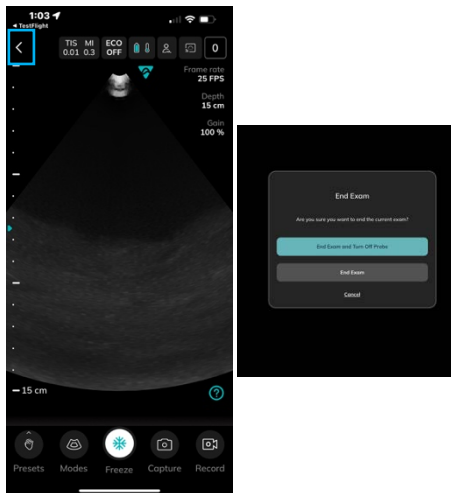 1:03
TestFlight
TIS MI
0.01 0.3
ECO
OFF
0
Frame rate
25 FPS
Depth
15 cm
Gain
100 %
15 cm
?
Presets Modes Freeze Capture Record
End Exam
Are you sure you want to end the current exam?
End Exam and Turn Off Probe
End Exam
Cancel